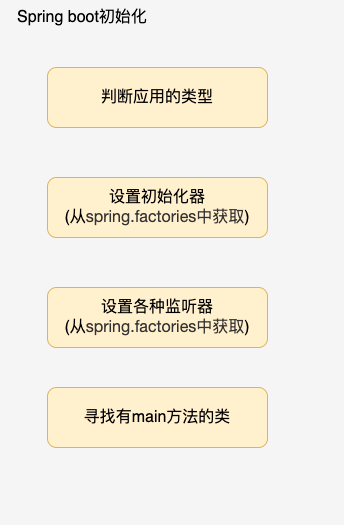 Spring boot初始化
判断应用的类型
设置初始化器
(从spring.factories中获取)
设置各种监听器
(从spring.factories中获取)
寻找有main方法的类